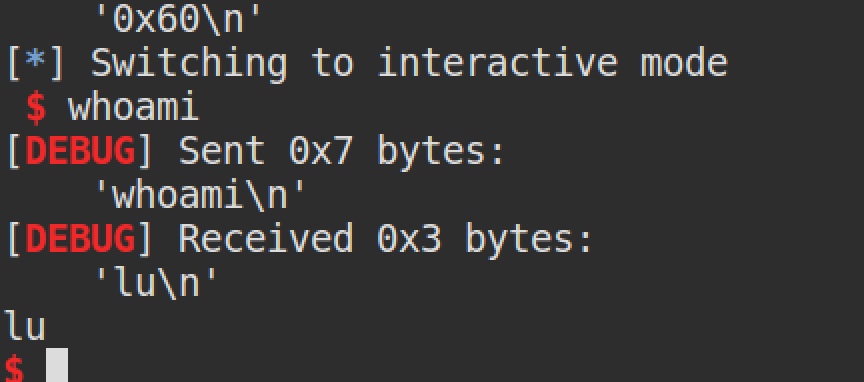 '0x60\n'
[*] Switching to interactive mode
$ whoami
[DEBUG] Sent 0x7 bytes:
'whoami\n'
[DEBUG] Received 0x3 bytes:
'lu\n'
lu
$